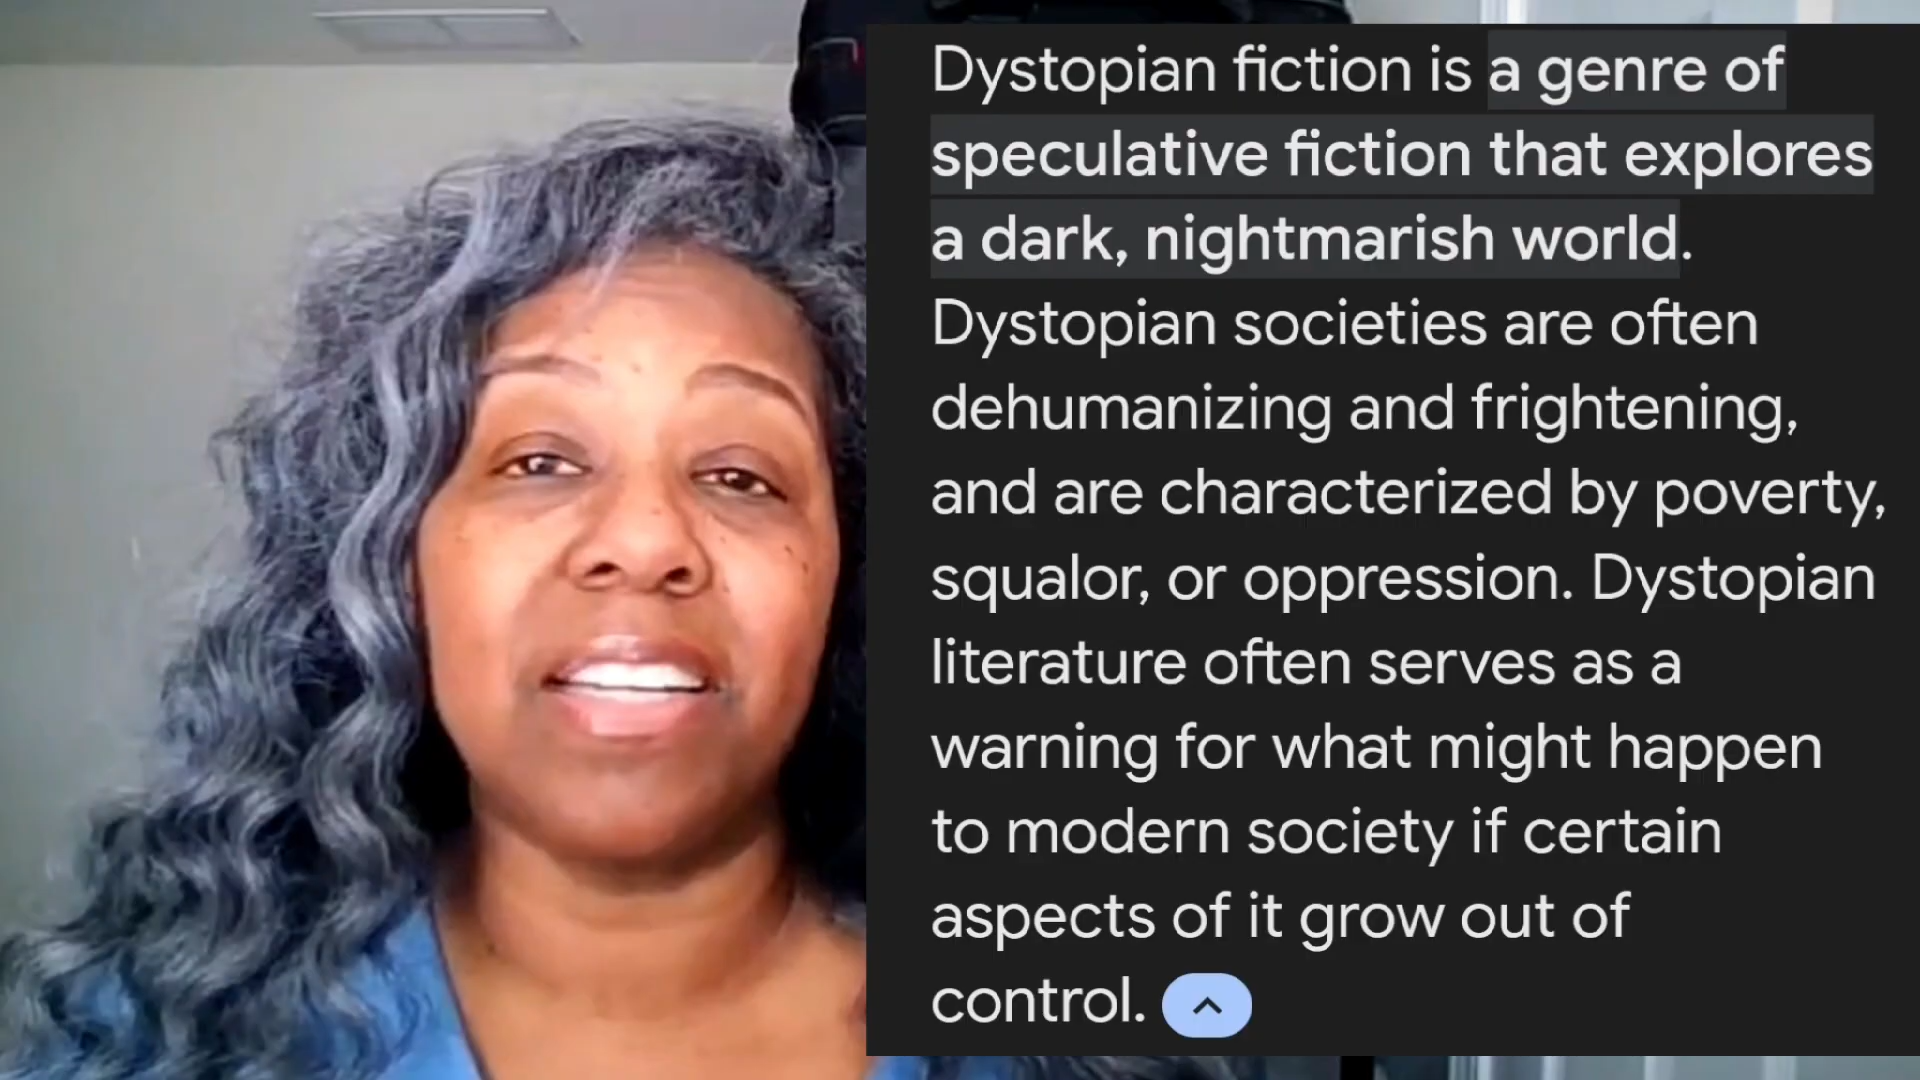 Dystopian fiction is a genre of
speculative fiction that explores
a dark, nightmarish world.
Dystopian societies are often
dehumanizing and frightening,
and are characterized by poverty,
squalor, or oppression. Dystopian
literature often serves as a
warning for what might happen
to modern society if certain
aspects of it grow out of
control.